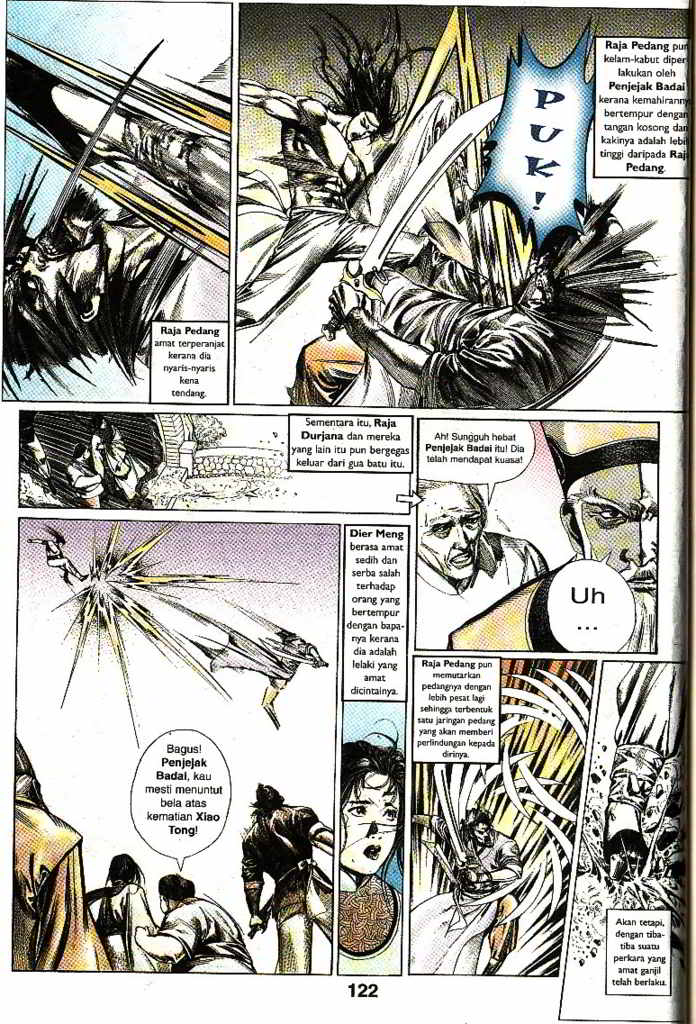 Raja Pedang
amat terperanjat
kerana dia
nyaris-nyaris
kena
tendang.
PUK!
Raja Pedang pun
kelam-kabut diper
lakukan oleh
Penjejak Badai
kerana
bertempur dengan
tangan kosong dan
kakinya adalah lebih
tinggi daripada Raja
Pedang.
Sementara itu, Raja
Durjana dan mereka
yang lain itu pun bergegas
keluar dari gua batu itu.
Ah! Sungguh hebat
Penjejak Badai itu! Dia
telah mendapat kuasa!
Uh
...
Bagus!
Penjejak
Badai, kau
mesti menuntut
bela atas
kematian Xiao
Tong!
Dier Meng
berasa amat
sedih dan
serba salah
terhadap
orang yang
bertempur
dengan bapa-
nya kerana
dia adalah
lelaki yang
amat
dicintainya.
Raja Pedang pun
memutarkan
pedangnya dengan
lebih pesat lagi
sehingga terbentuk
satu jaringan pedang
yang akan memberi
perlindungan kepada
dirinya.
Akan tetapi,
dengan tiba-
tiba suatu
perkara yang
amat ganjil
telah berlaku.
122